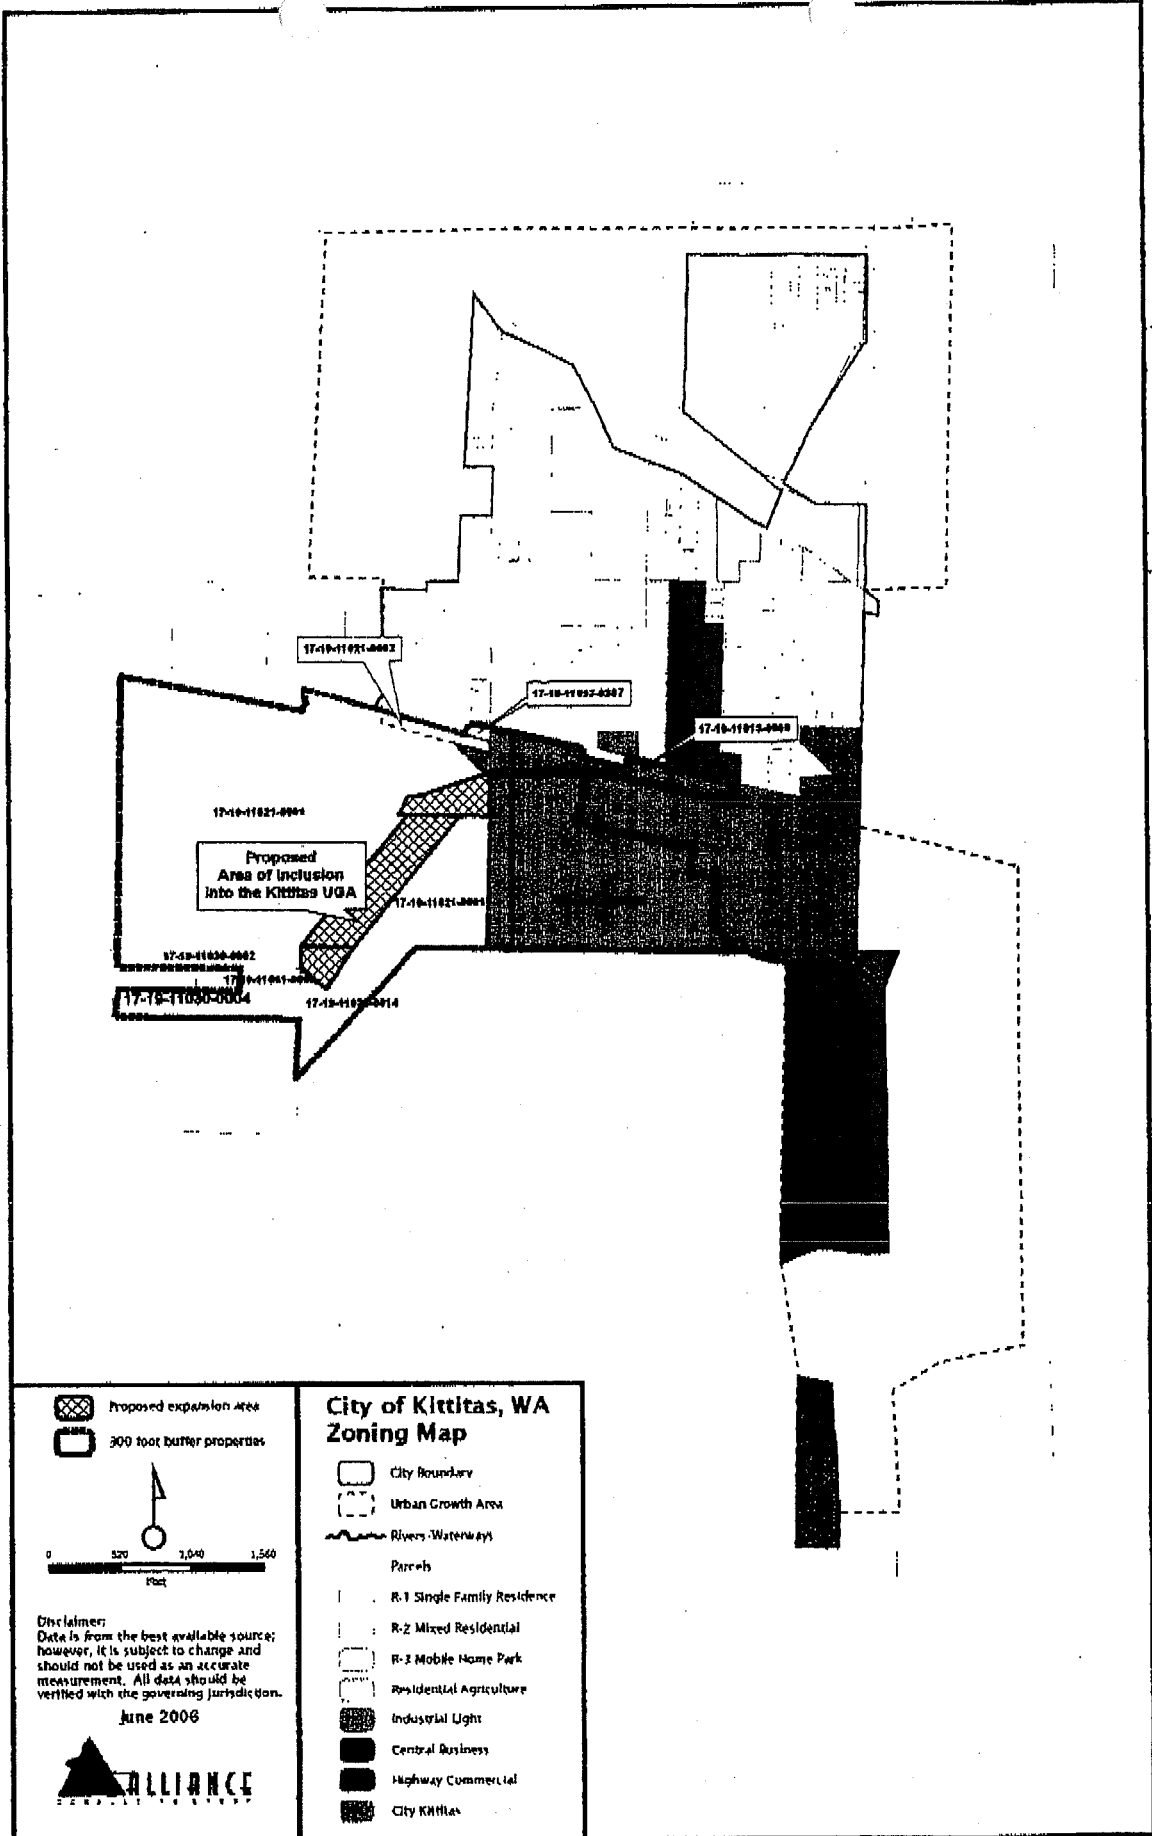 Proposed
Area of Inclusion
into the Kittitas UGA
17-19-11030-0004
Proposed expansion area
300 foot buffer properties
0 520 1,040 1,560
Feet
Disclaimer:
Data is from the best available source;
however, it is subject to change and
should not be used as an accurate
measurement. All data should be
verified with the governing jurisdiction.
June 2006
ALLIANCE
City of Kittitas, WA
Zoning Map
City Boundary
Urban Growth Area
Rivers-Waterways
Parcels
R-1 Single Family Residence
R-2 Mixed Residential
R-3 Mobile Home Park
Residential Agriculture
Industrial Light
Central Business
Highway Commercial
City Kittitas